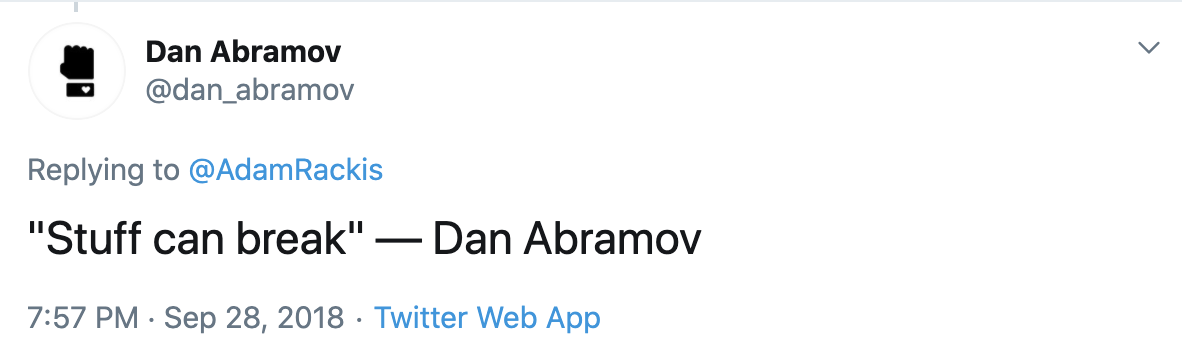 Dan Abramov
@dan_abramov
Replying to @AdamRackis
"Stuff can break" — Dan Abramov
7:57 PM · Sep 28, 2018 · Twitter Web App